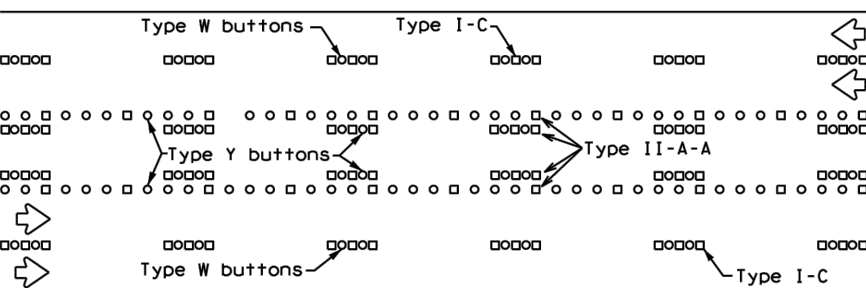 Type W buttons
Type I-C
Type Y buttons
Type II-A-A
Type W buttons
Type I-C